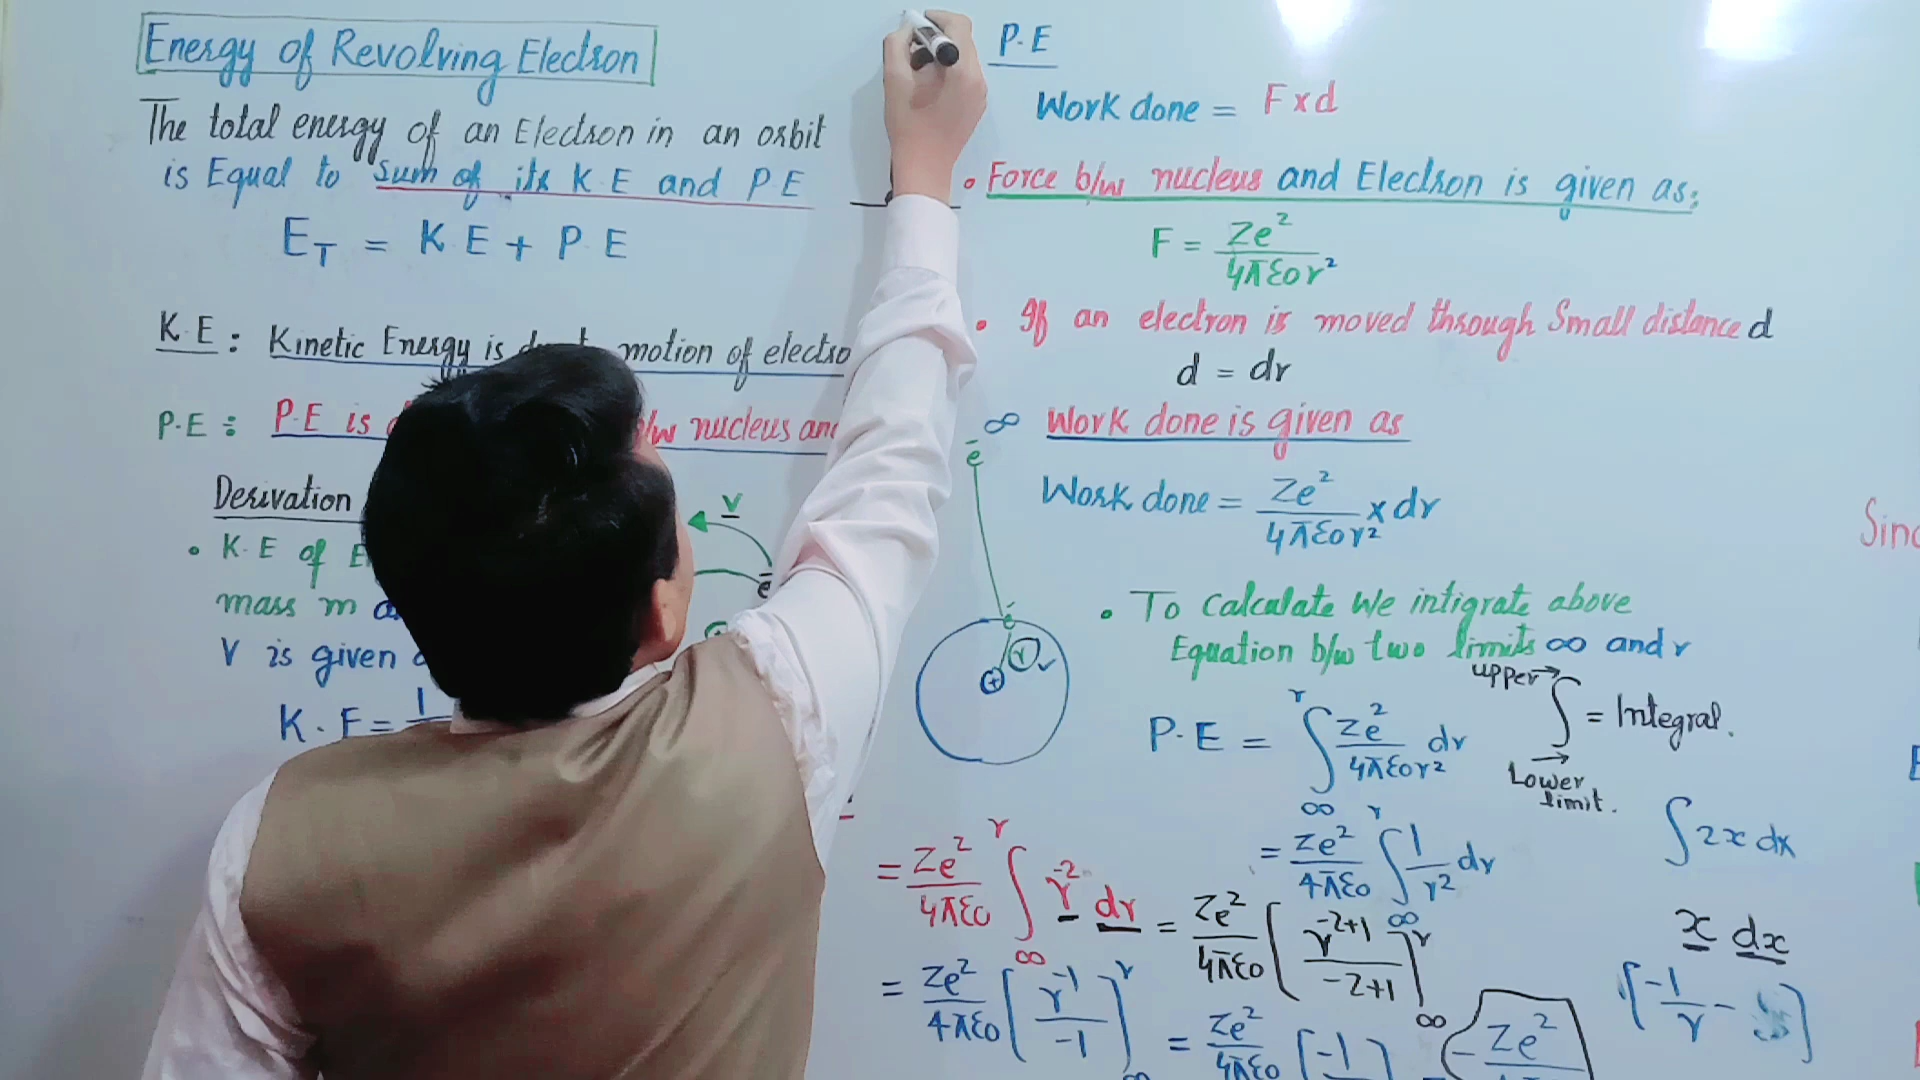 Energy of Revolving Electron
The total energy of an Electron in an orbit
is Equal to sum of its K.E and P.E
E_T = K.E + P.E
K.E : Kinetic Energy is motion of electro
P.E : P.E is b/w nucleus and
Derivation
• K.E of E
mass m a
V is given a
K.E = 1
V
e
P.E
Work done = F x d
• Force b/w nucleus and Electron is given as:
F = Ze²/4πε₀r²
• If an electron is moved through Small distance d
d = dr
∞ Work done is given as
e
Work done = Ze²/4πε₀r² x dr
e
r
+
• To Calculate We intigrate above
Equation b/w two limits ∞ and r
P.E = ∫_∞^r Ze²/4πε₀r² dr
upper → ∫ = Integral.
→ Lower limit.
= Ze²/4πε₀ ∫_∞^r 1/r² dr
∫2x dx
= Ze²/4πε₀ ∫_∞^r r⁻² dr = Ze²/4πε₀ [r⁻²⁺¹/-2+1]_∞^r
x dx
= Ze²/4πε₀ [r⁻¹/-1]_∞^r = Ze²/4πε₀ [-1
- Ze²
[-1/r -
Sinc